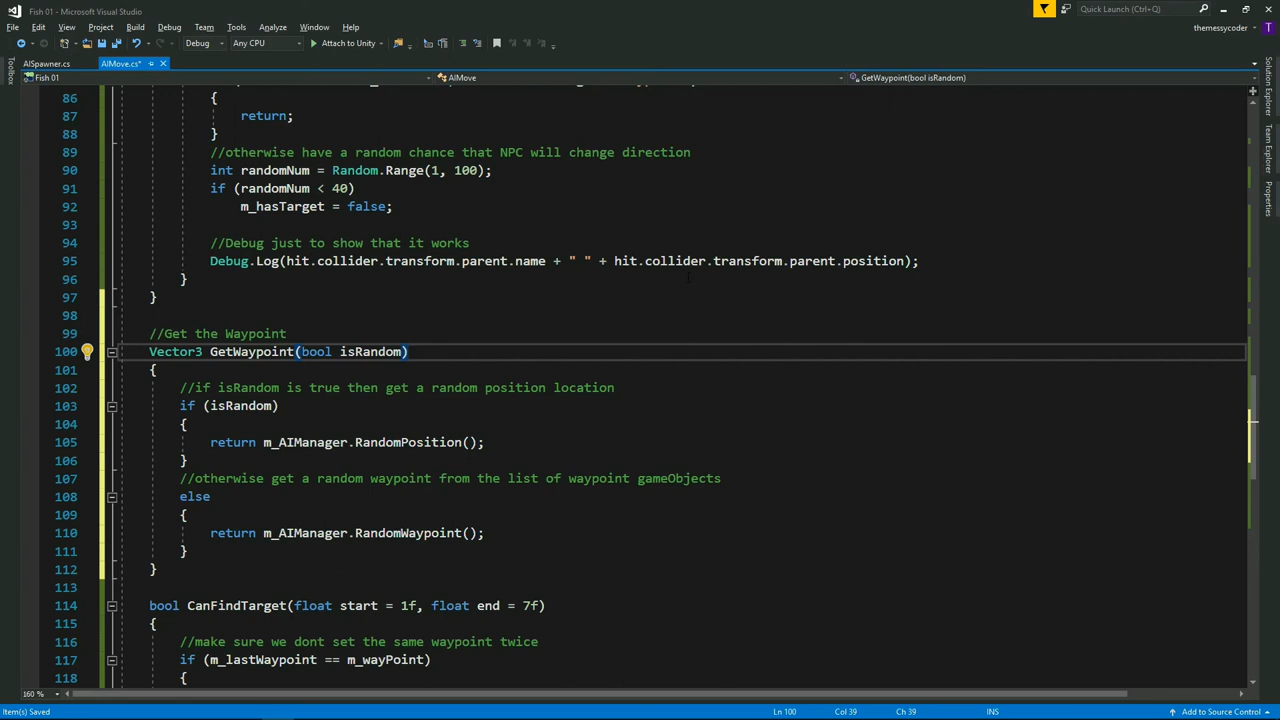 Fish 01 - Microsoft Visual Studio
Quick Launch (Ctrl+Q)
File Edit View Project Build Debug Team Tools Analyze Window Help
themessycoder T
Debug Any CPU Attach to Unity
AISpawner.cs AIMove.cs*
Fish 01 AIMove GetWaypoint(bool isRandom)
Toolbox
Solution Explorer
Team Explorer
Properties
86 {
87 return;
88 }
89 //otherwise have a random chance that NPC will change direction
90 int randomNum = Random.Range(1, 100);
91 if (randomNum < 40)
92 m_hasTarget = false;
93
94 //Debug just to show that it works
95 Debug.Log(hit.collider.transform.parent.name + " " + hit.collider.transform.parent.position);
96 }
97 }
98
99 //Get the Waypoint
100 Vector3 GetWaypoint(bool isRandom)
101 {
102 //if isRandom is true then get a random position location
103 if (isRandom)
104 {
105 return m_AIManager.RandomPosition();
106 }
107 //otherwise get a random waypoint from the list of waypoint gameObjects
108 else
109 {
110 return m_AIManager.RandomWaypoint();
111 }
112 }
113
114 bool CanFindTarget(float start = 1f, float end = 7f)
115 {
116 //make sure we dont set the same waypoint twice
117 if (m_lastWaypoint == m_wayPoint)
118 {
160 %
Item(s) Saved Ln 100 Col 39 Ch 39 INS Add to Source Control